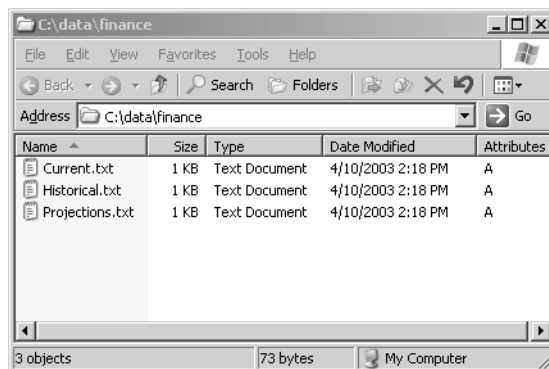 C:\data\finance
File Edit View Favorites Tools Help
Back Search Folders
Address C:\data\finance Go
Name Size Type Date Modified Attributes
Current.txt 1 KB Text Document 4/10/2003 2:18 PM A
Historical.txt 1 KB Text Document 4/10/2003 2:18 PM A
Projections.txt 1 KB Text Document 4/10/2003 2:18 PM A
3 objects 73 bytes My Computer